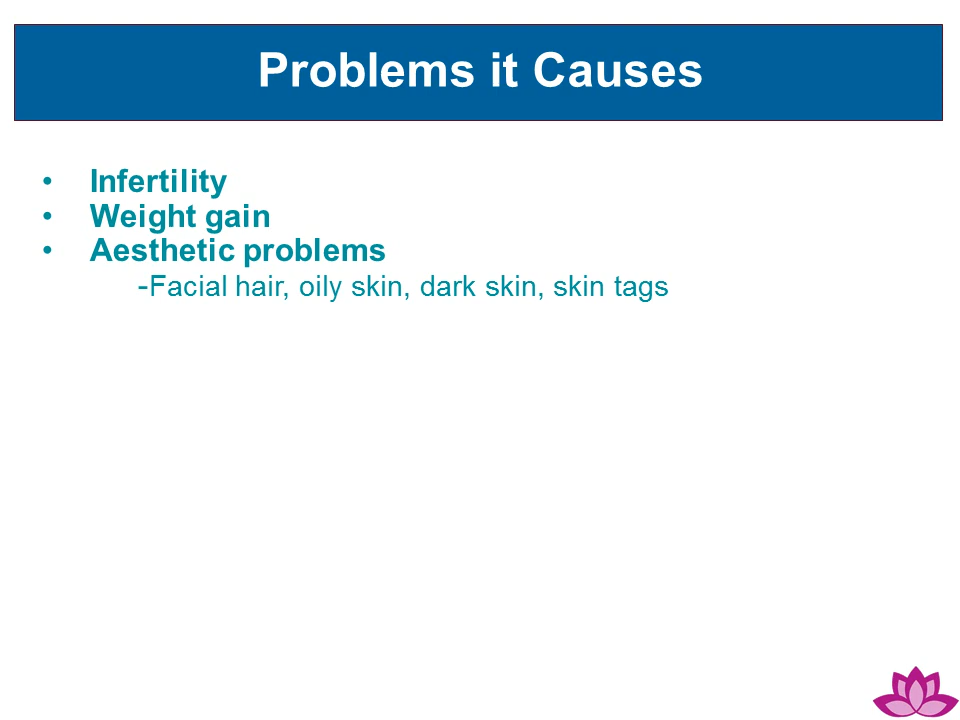 Problems it Causes
• Infertility
• Weight gain
• Aesthetic problems
-Facial hair, oily skin, dark skin, skin tags